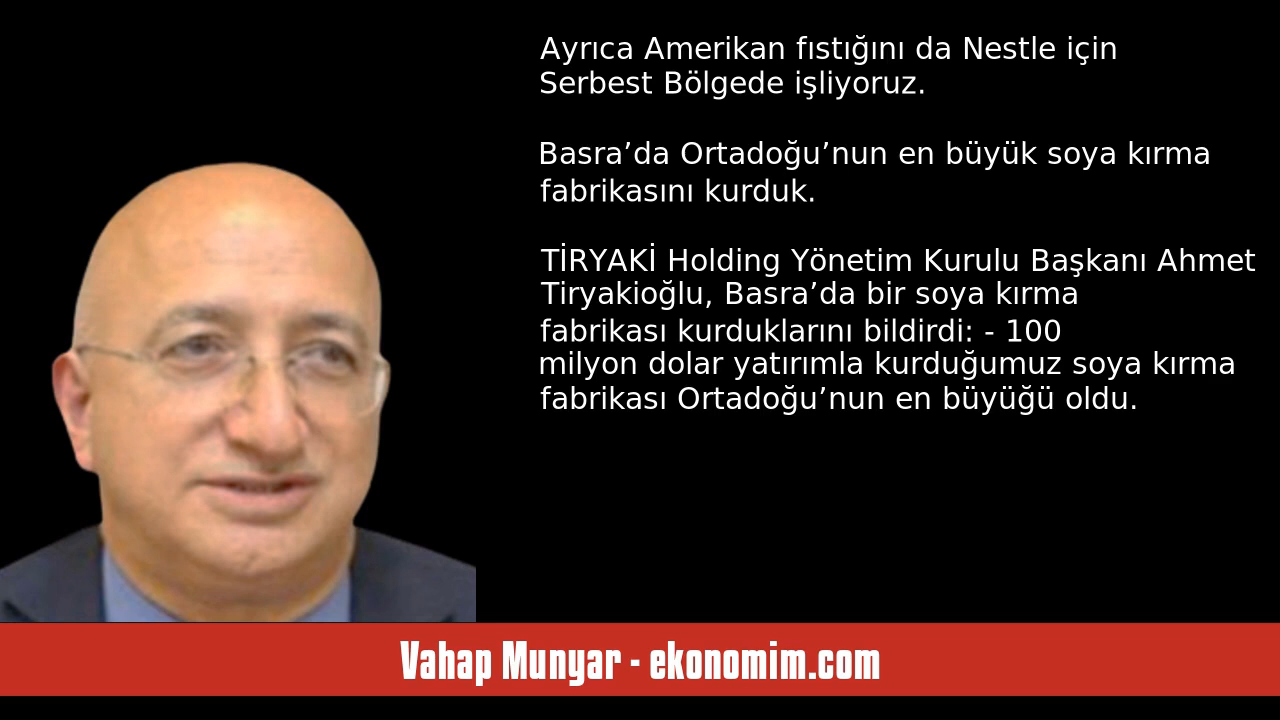 Ayrıca Amerikan fıstığını da Nestle için
Serbest Bölgede işliyoruz.
Basra’da Ortadoğu’nun en büyük soya kırma
fabrikasını kurduk.
TİRYAKİ Holding Yönetim Kurulu Başkanı Ahmet
Tiryakioğlu, Basra’da bir soya kırma
fabrikası kurduklarını bildirdi: - 100
milyon dolar yatırımla kurduğumuz soya kırma
fabrikası Ortadoğu’nun en büyüğü oldu.
Vahap Munyar - ekonomim.com